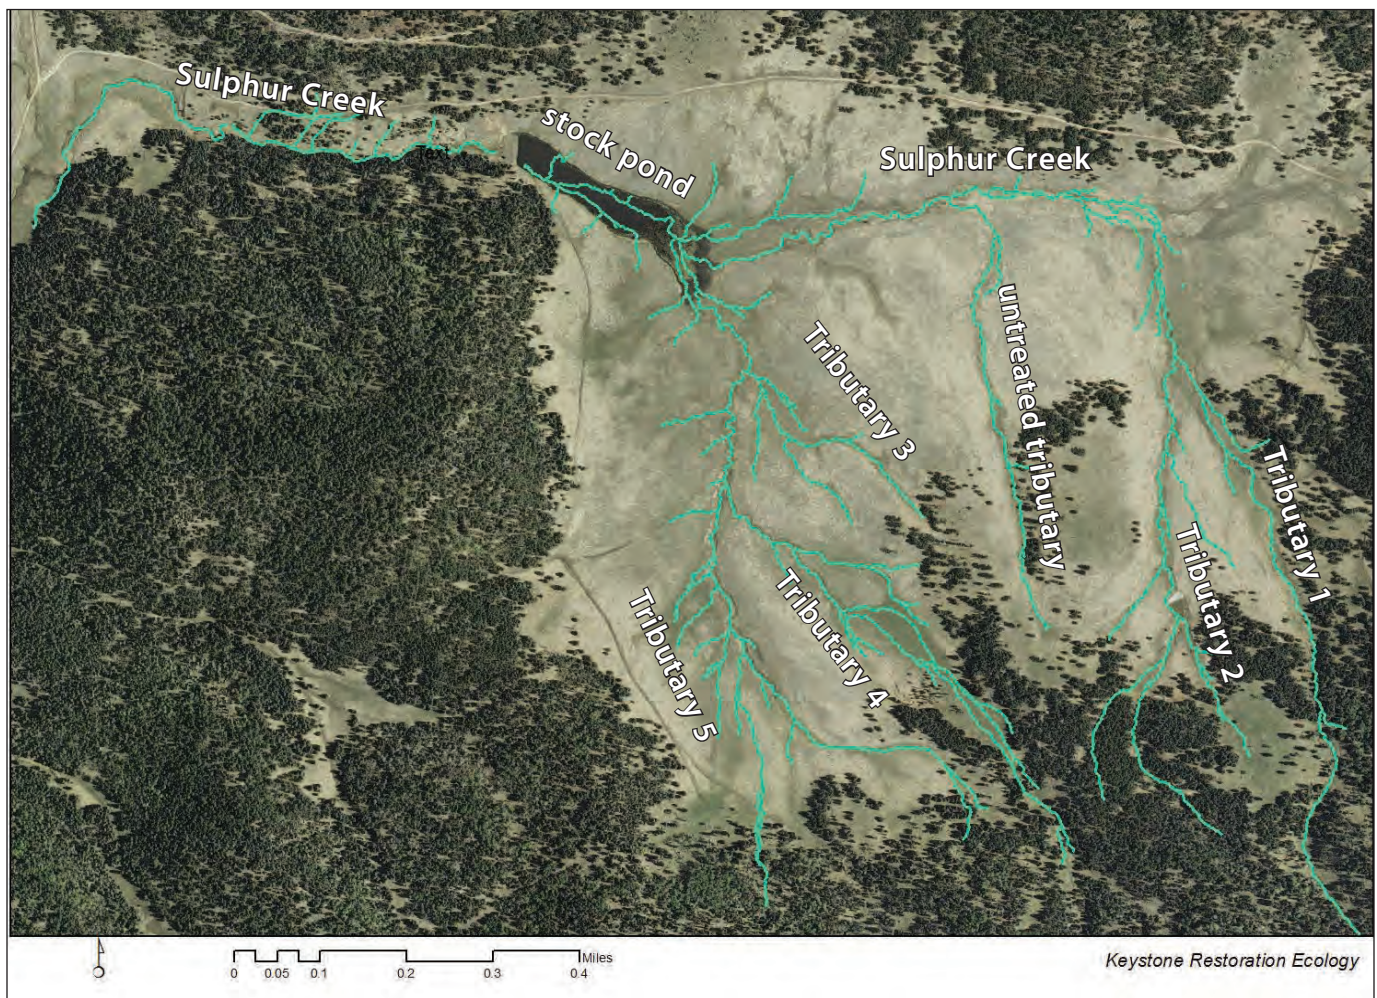 Sulphur Creek
stock pond
Sulphur Creek
Text
untreated tributary
Tributary 3
Tributary 1
Tributary 2
Tributary 4
Tributary 5
Miles
0 0.05 0.1 0.2 0.3 0.4
Keystone Restoration Ecology